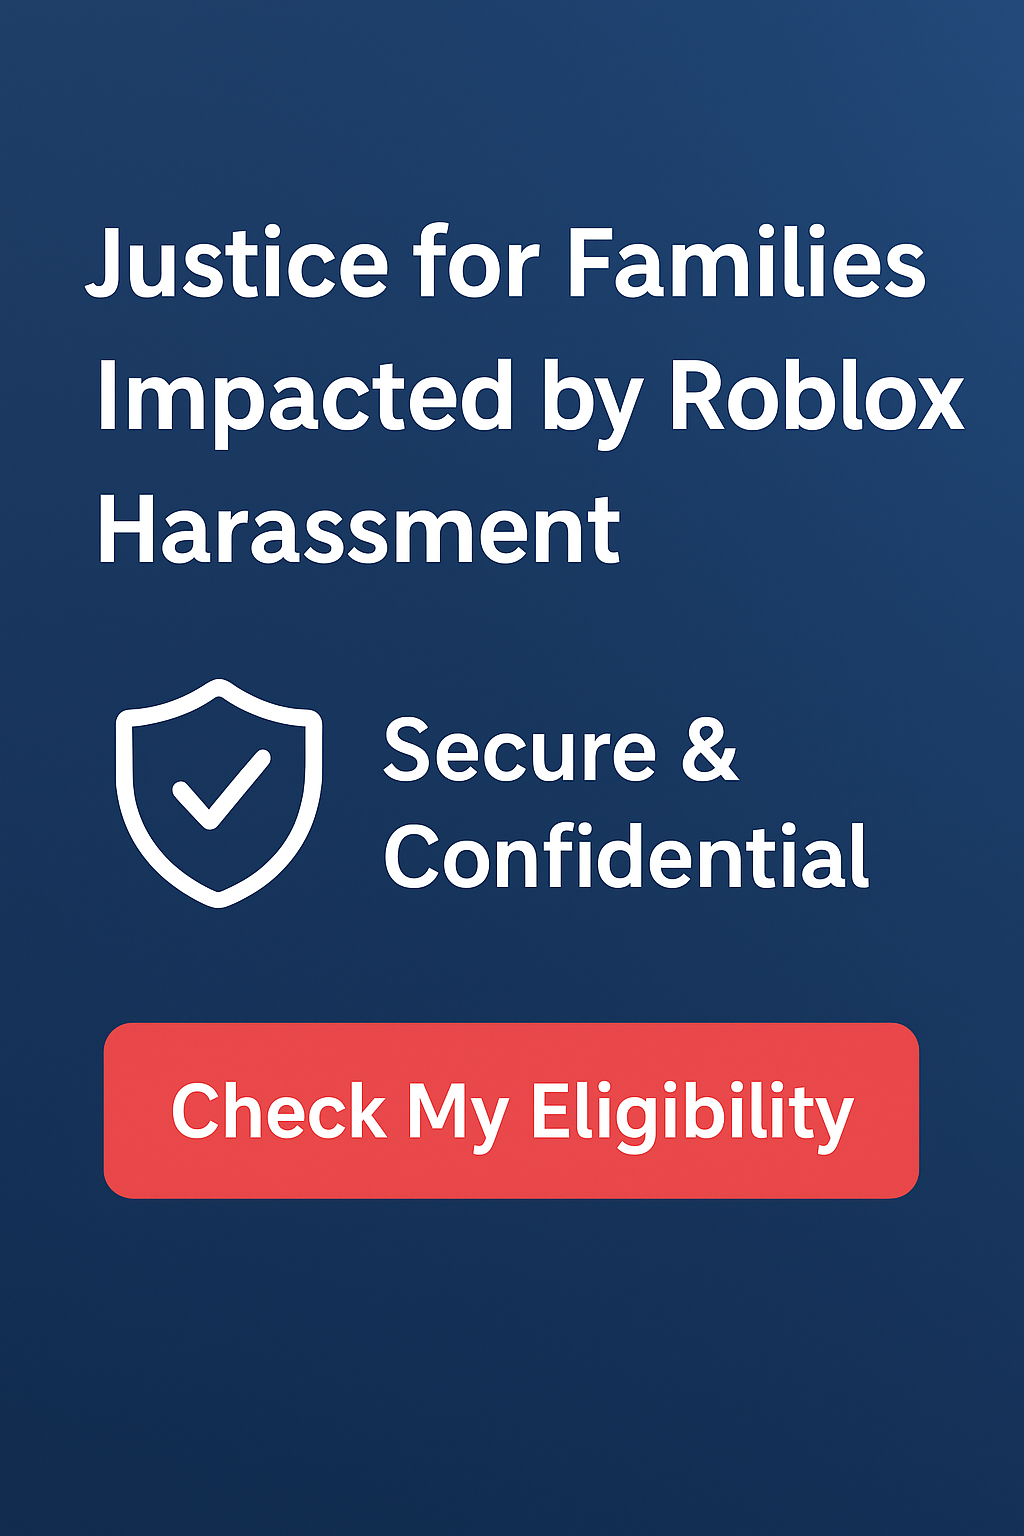 Justice for Families
Impacted by Roblox
Harassment
Secure &
Confidential
Check My Eligibility